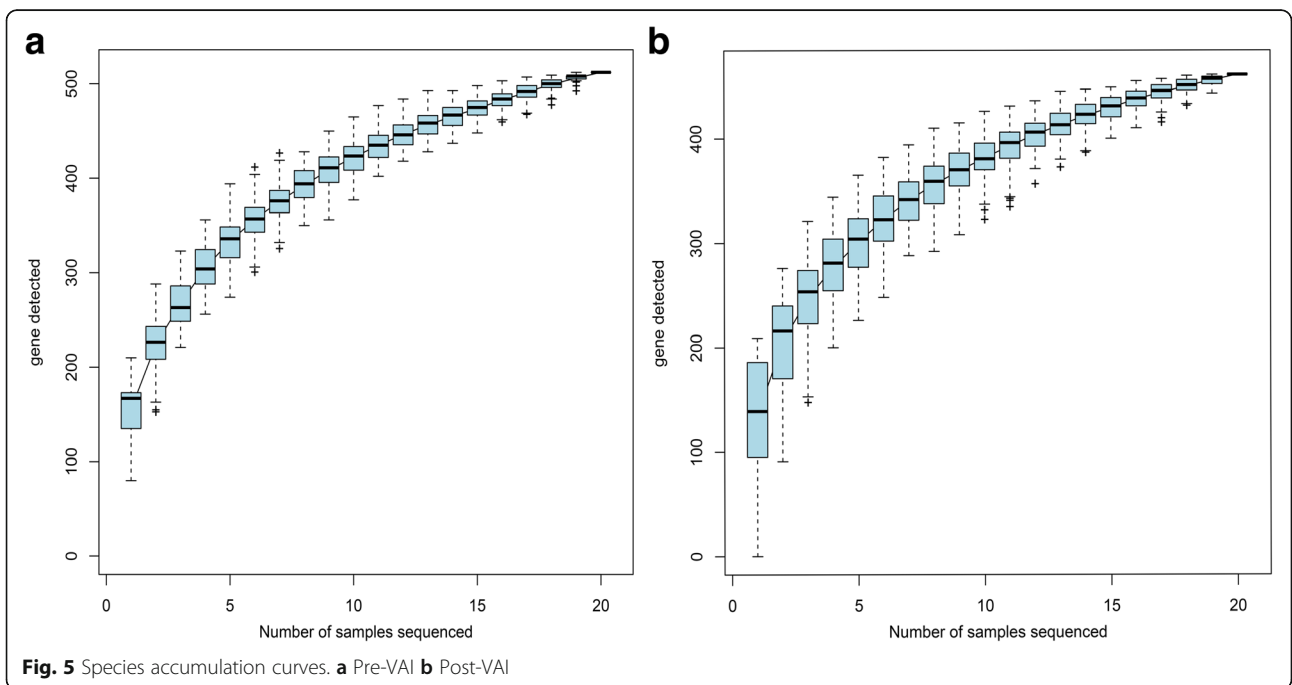 a
500
400
300
200
100
0
gene detected
0 5 10 15 20
Number of samples sequenced
b
400
300
200
100
0
gene detected
0 5 10 15 20
Number of samples sequenced
Fig. 5 Species accumulation curves. a Pre-VAI b Post-VAI